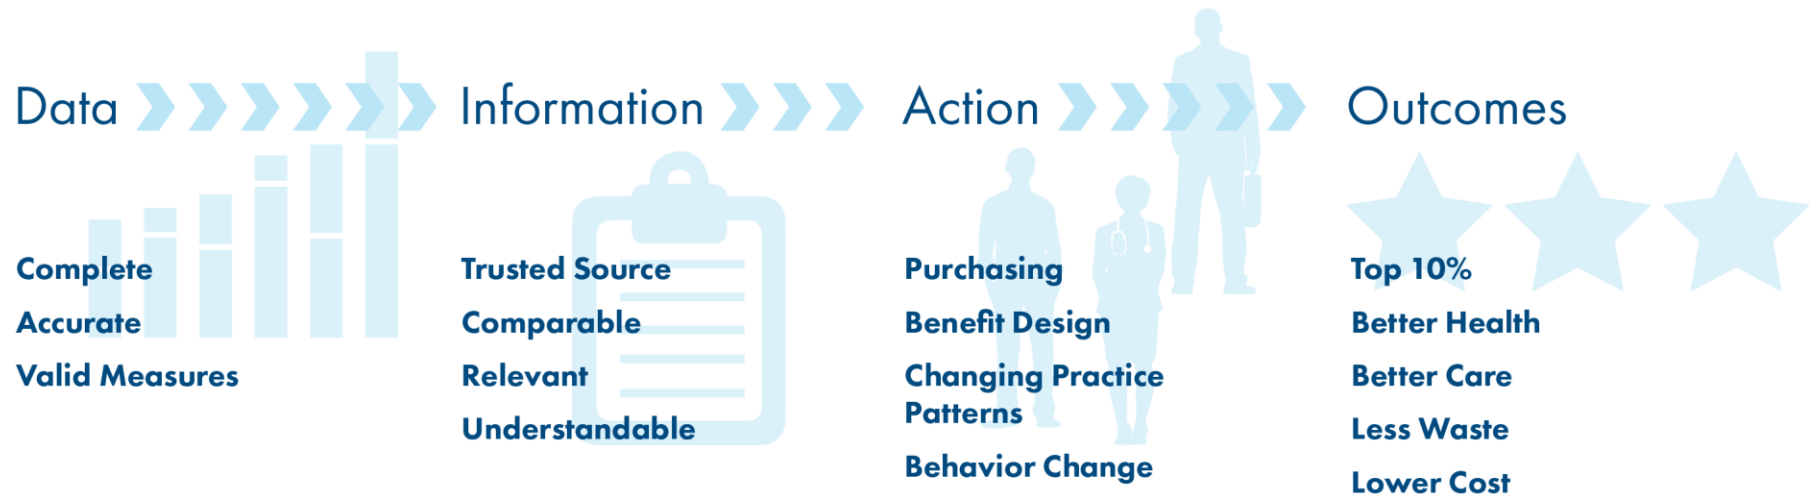 Data
Complete
Accurate
Valid Measures
Information
Trusted Source
Comparable
Relevant
Understandable
Action
Purchasing
Benefit Design
Changing Practice
Patterns
Behavior Change
Outcomes
Top 10%
Better Health
Better Care
Less Waste
Lower Cost